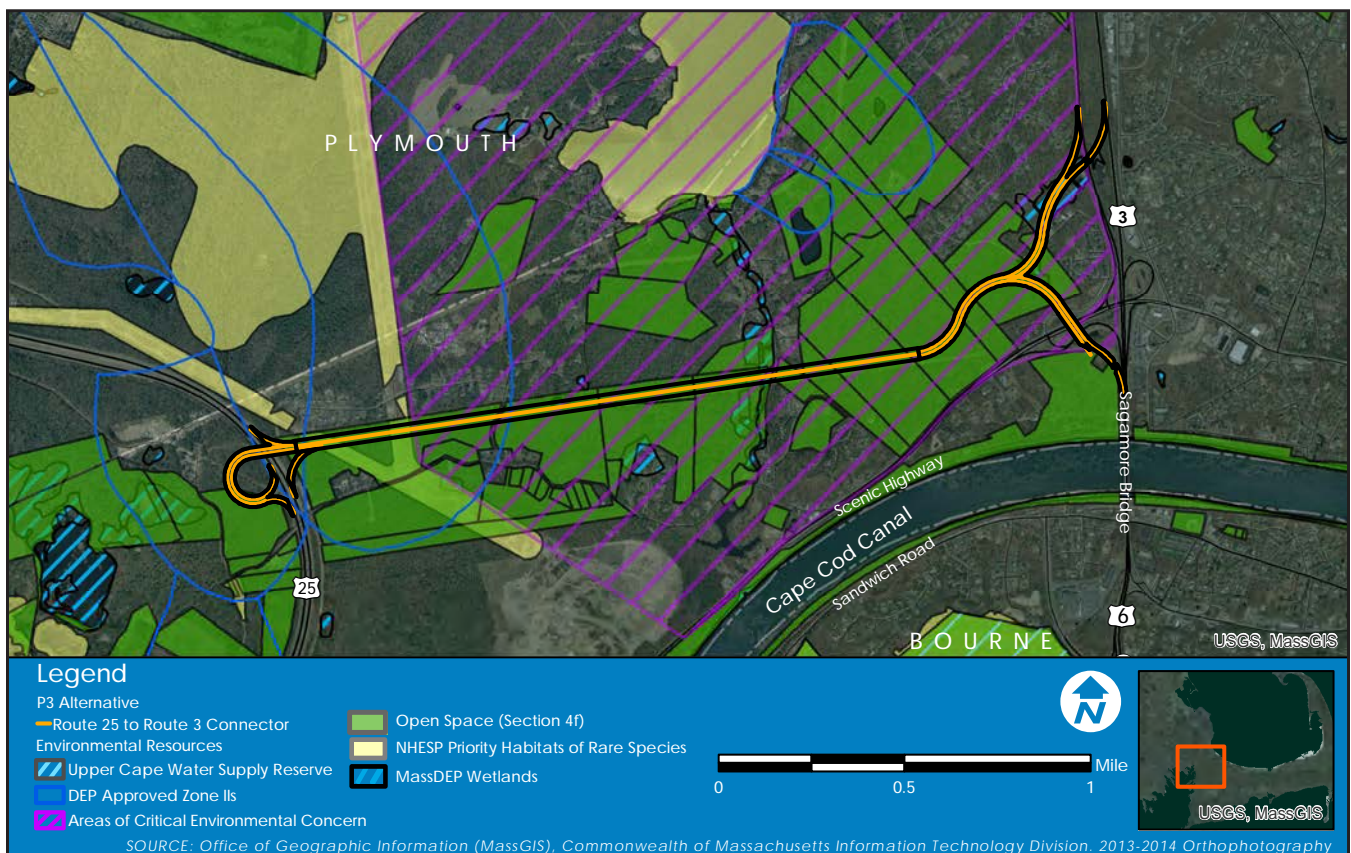 PLYMOUTH
3
Sagamore Bridge
Scenic Highway
Cape Cod Canal
Sandwich Road
25
6
BOURNE
USGS, MassGIS
Legend
P3 Alternative
Route 25 to Route 3 Connector
Environmental Resources
Upper Cape Water Supply Reserve
DEP Approved Zone IIs
Areas of Critical Environmental Concern
Open Space (Section 4f)
NHESP Priority Habitats of Rare Species
MassDEP Wetlands
N
Mile
0 0.5 1
USGS, MassGIS
SOURCE: Office of Geographic Information (MassGIS), Commonwealth of Massachusetts Information Technology Division. 2013-2014 Orthophotography